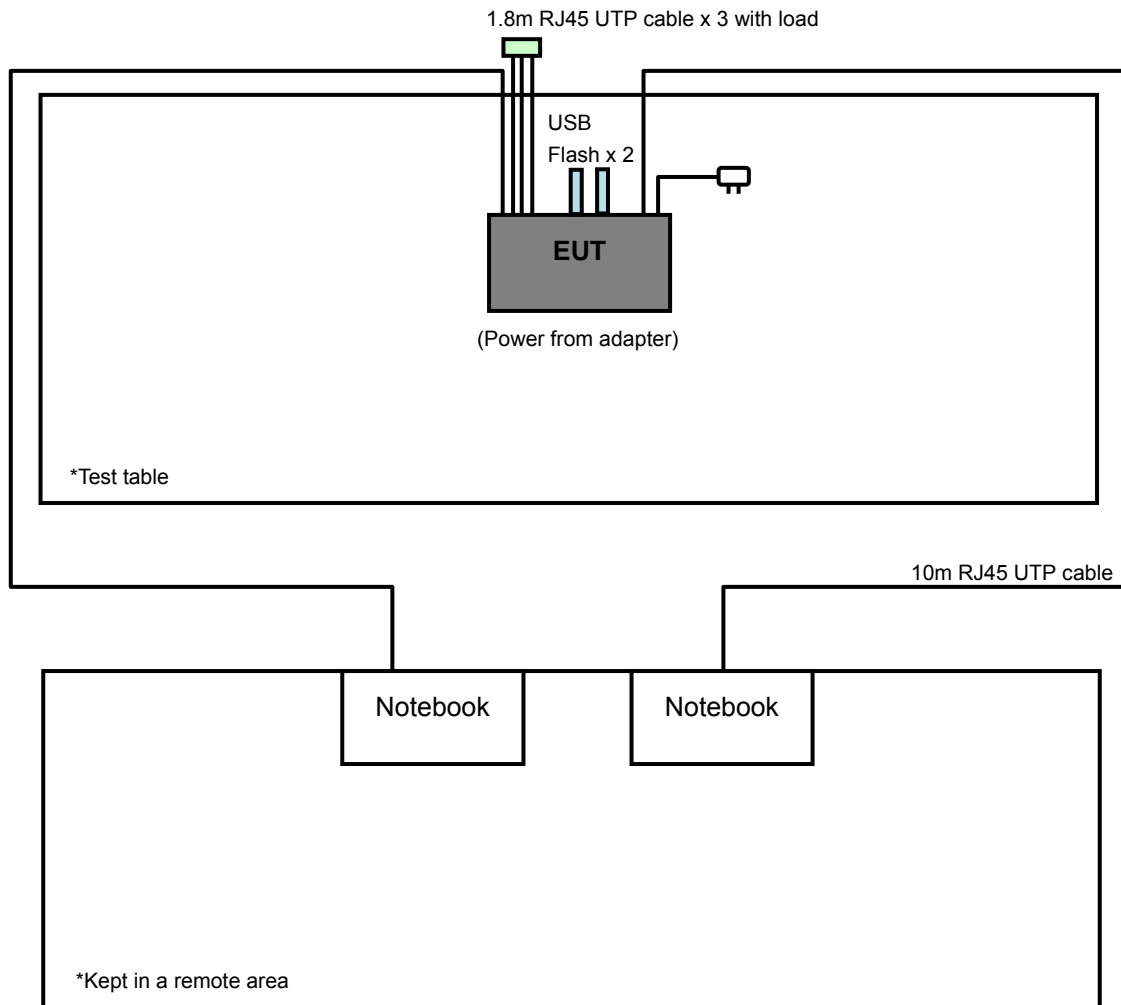 1.8m RJ45 UTP cable x 3 with load
USB
Flash x 2
EUT
(Power from adapter)
*Test table
10m RJ45 UTP cable
Notebook
Notebook
*Kept in a remote area